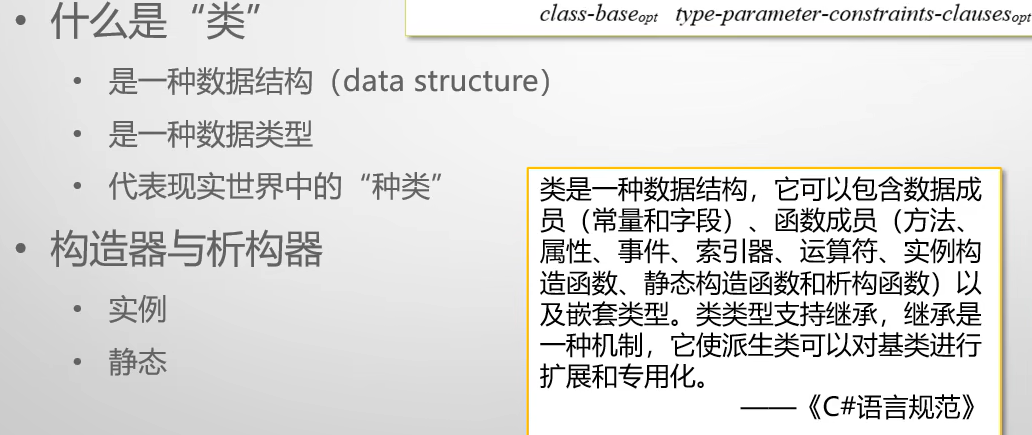 • 什么是“类”
class-baseopt type-parameter-constraints-clausesopt
• 是一种数据结构（data structure）
• 是一种数据类型
• 代表现实世界中的“种类”
• 构造器与析构器
• 实例
• 静态
类是一种数据结构，它可以包含数据成
员（常量和字段）、函数成员（方法、
属性、事件、索引器、运算符、实例构
造函数、静态构造函数和析构函数）以
及嵌套类型。类类型支持继承，继承是
一种机制，它使派生类可以对基类进行
扩展和专用化。
——《C#语言规范》